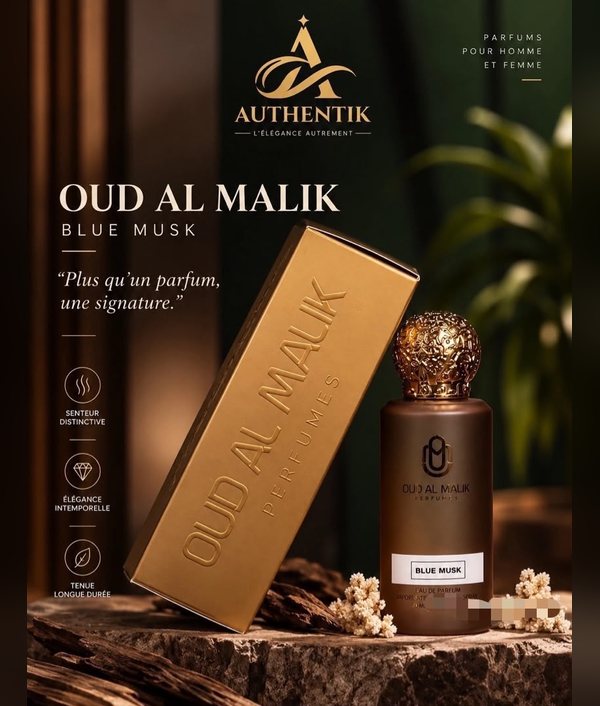 AUTHENTIK
L'ÉLÉGANCE AUTREMENT
PARFUMS
POUR HOMME
ET FEMME
OUD AL MALIK
BLUE MUSK
“Plus qu’un parfum,
une signature.”
SENTEUR
DISTINCTIVE
ÉLÉGANCE
INTEMPORELLE
TENUE
LONGUE DURÉE
OUD AL MALIK
PERFUMES
OUD AL MALIK
PERFUMES
BLUE MUSK
EAU DE PARFUM